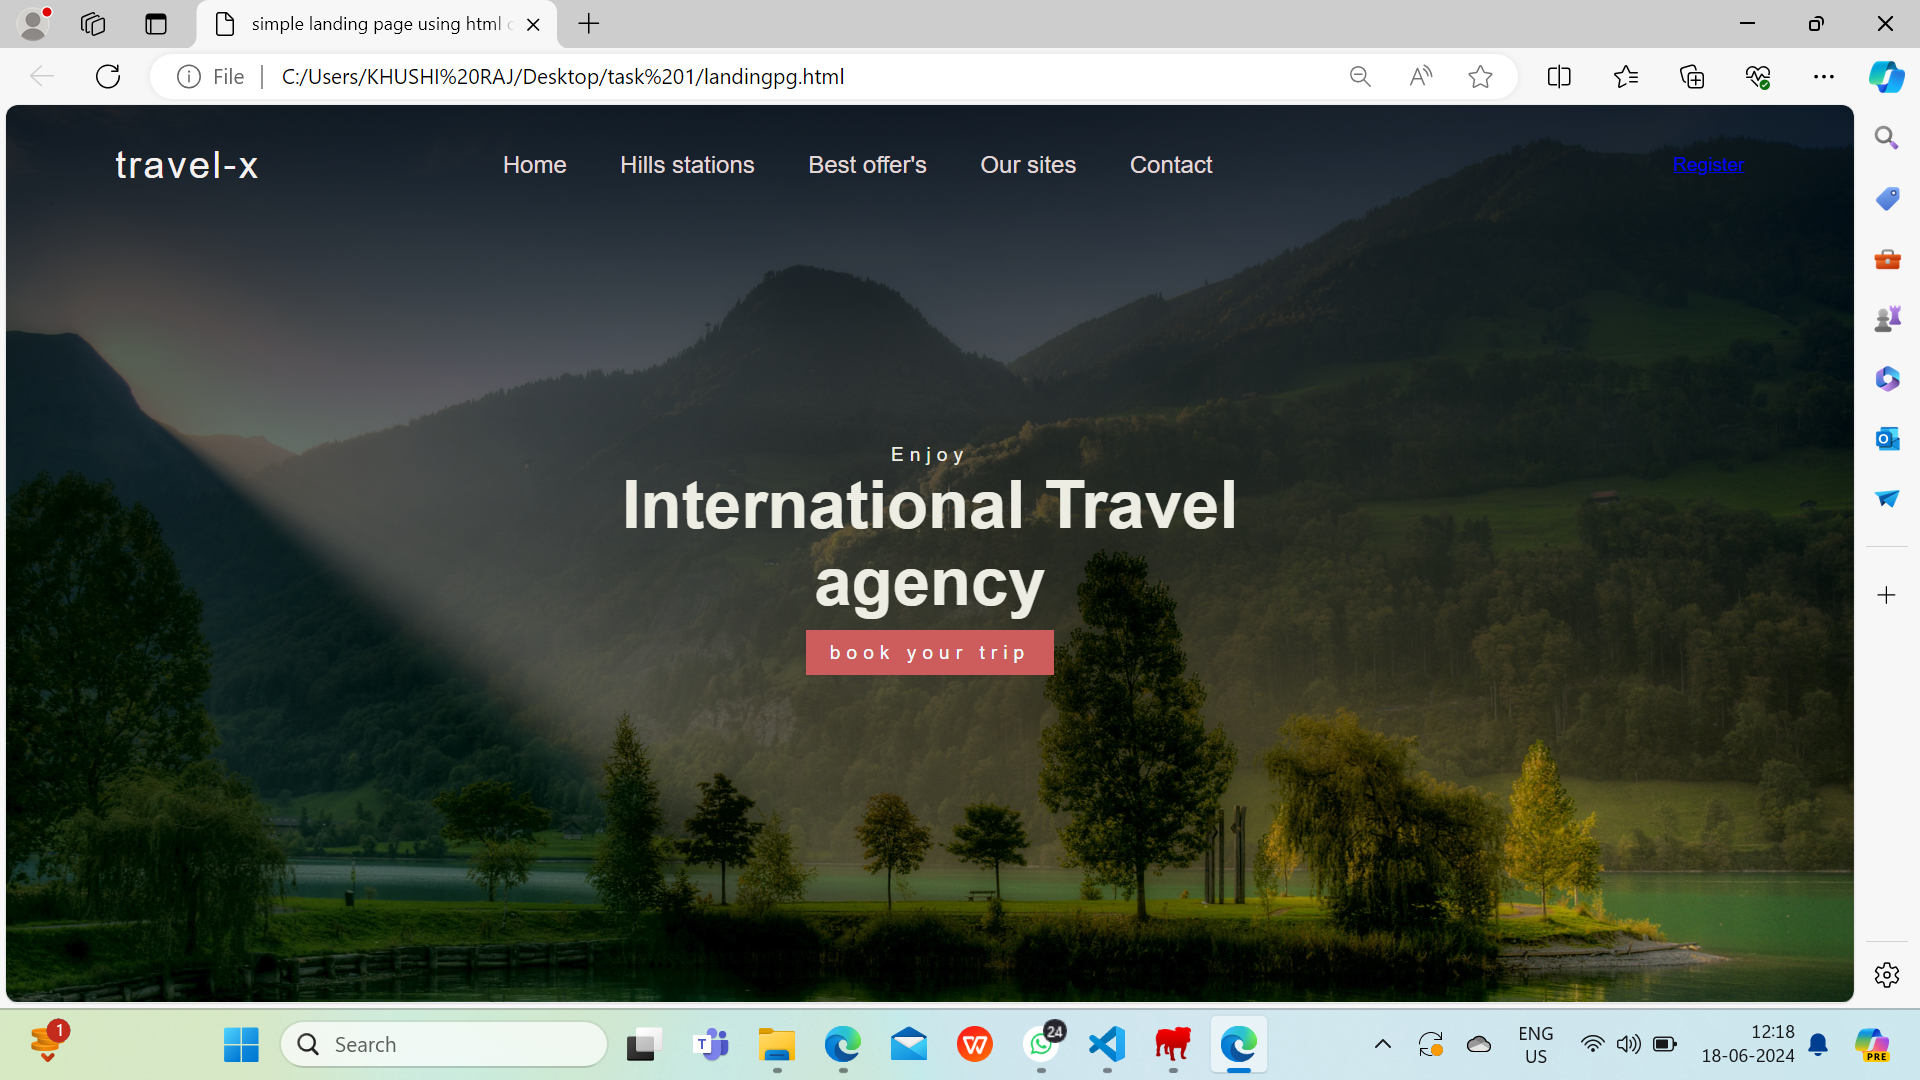 simple landing page using html
File
C:/Users/KHUSHI%20RAJ/Desktop/task%201/landingpg.html
travel-x
Home
Hills stations
Best offer's
Our sites
Contact
Register
Enjoy
International Travel
agency
book your trip
1
Search
T
24
ENG
US
12:18
18-06-2024
PRE